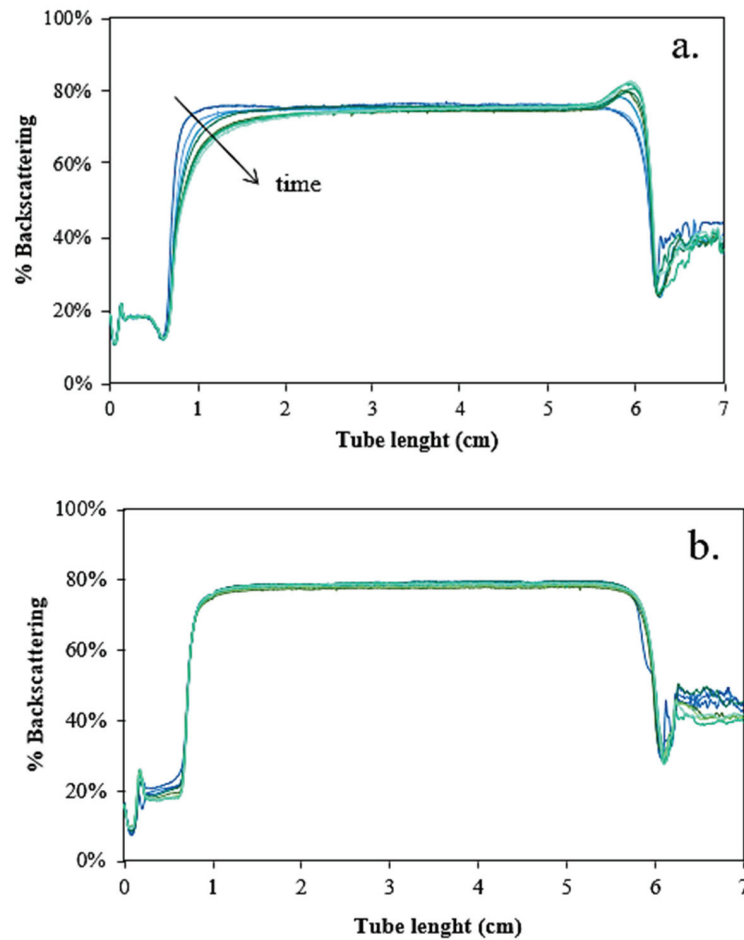 a.
100%
80%
60%
40%
20%
0%
% Backscattering
time
0 1 2 3 4 5 6 7
Tube lenght (cm)
b.
100%
80%
60%
40%
20%
0%
% Backscattering
0 1 2 3 4 5 6 7
Tube lenght (cm)